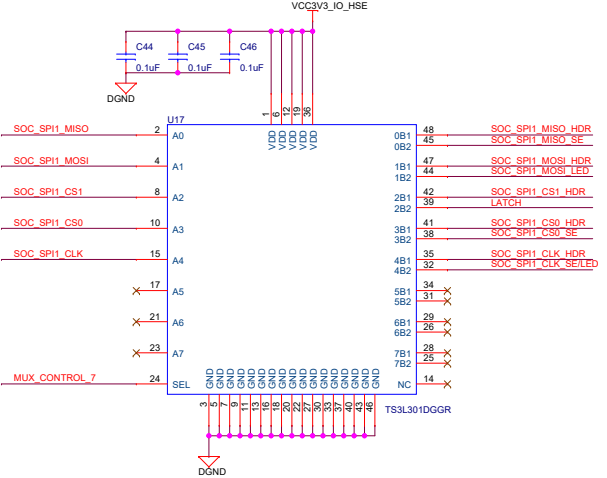 VCC3V3_IO_HSE
C44 C45 C46
0.1uF 0.1uF 0.1uF
DGND
1 6 12 19 36
U17
VDD VDD VDD VDD VDD
SOC_SPI1_MISO 2 A0 0B1 48 SOC_SPI1_MISO_HDR
0B2 45 SOC_SPI1_MISO_SE
SOC_SPI1_MOSI 4 A1 1B1 47 SOC_SPI1_MOSI_HDR
1B2 44 SOC_SPI1_MOSI_LED
SOC_SPI1_CS1 8 A2 2B1 42 SOC_SPI1_CS1_HDR
2B2 39 LATCH
SOC_SPI1_CS0 10 A3 3B1 41 SOC_SPI1_CS0_HDR
3B2 38 SOC_SPI1_CS0_SE
SOC_SPI1_CLK 15 A4 4B1 35 SOC_SPI1_CLK_HDR
4B2 32 SOC_SPI1_CLK_SE/LED
17 A5 5B1 34
5B2 31
21 A6 6B1 29
6B2 26
23 A7 7B1 28
7B2 25
MUX_CONTROL_7 24 SEL NC 14
GND GND GND GND GND GND GND GND GND GND GND GND GND GND GND GND GND
TS3L301DGGR
3 5 7 9 11 13 16 18 20 22 27 30 33 37 40 43 46
DGND